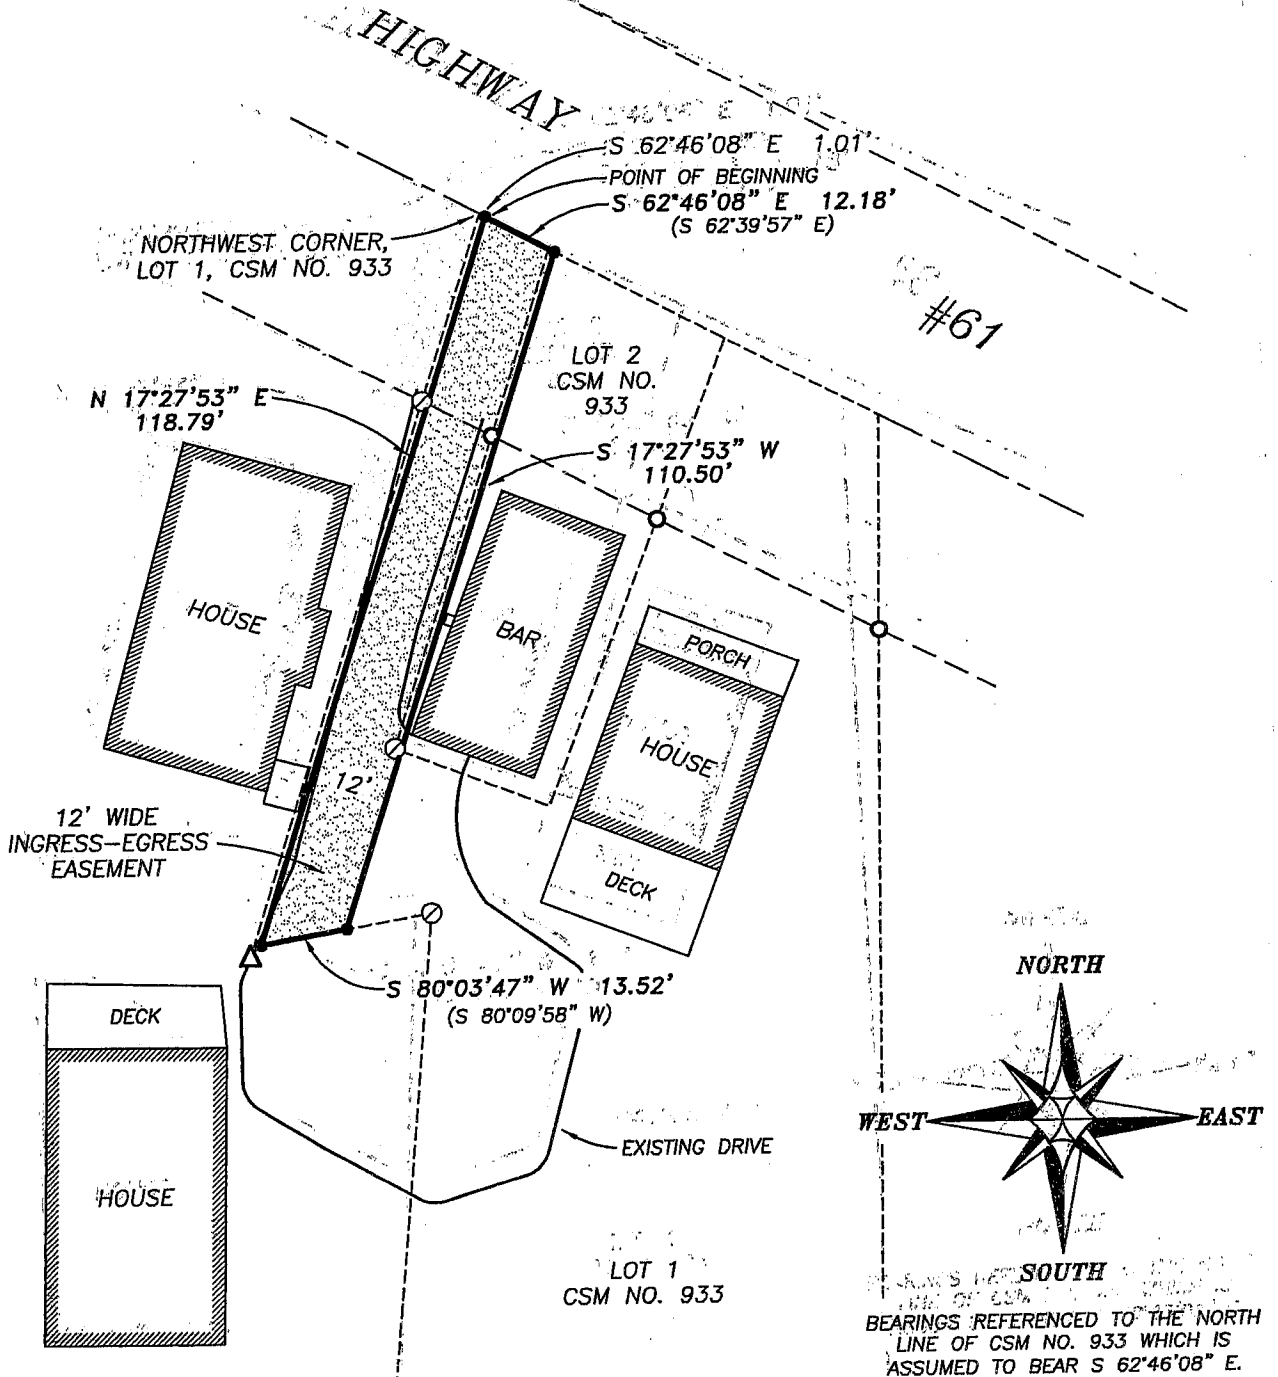 HIGHWAY
S 62°46'08" E 1.01'
POINT OF BEGINNING
S 62°46'08" E 12.18'
(S 62°39'57" E)
NORTHWEST CORNER,
LOT 1, CSM NO. 933
#61
LOT 2
CSM NO.
933
N 17°27'53" E
118.79'
S 17°27'53" W
110.50'
HOUSE
BAR
PORCH
HOUSE
DECK
12'
12' WIDE
INGRESS-EGRESS
EASEMENT
S 80°03'47" W 13.52'
(S 80°09'58" W)
DECK
HOUSE
EXISTING DRIVE
LOT 1
CSM NO. 933
NORTH
WEST
EAST
SOUTH
BEARINGS REFERENCED TO THE NORTH
LINE OF CSM NO. 933 WHICH IS
ASSUMED TO BEAR S 62°46'08" E.